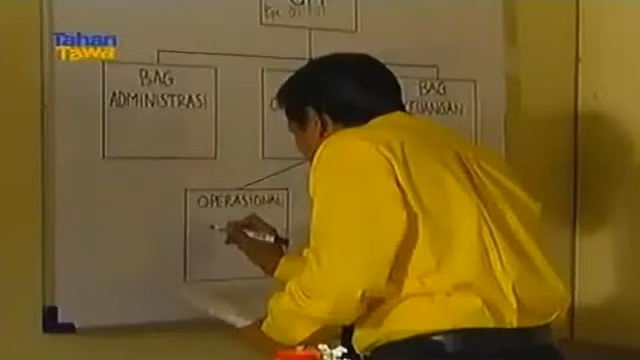 Tahan
Tawa
BAG
ADMINISTRASI
BAG
KEUANGAN
OPERASIONAL